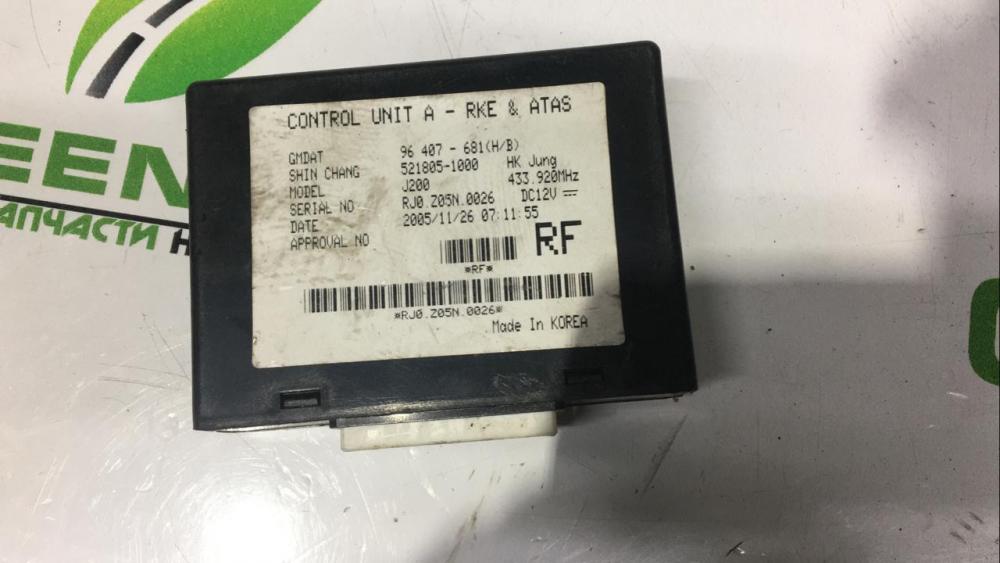 CONTROL UNIT A - RKE & ATAS
GMDAT 96 407 - 681(H/B)
SHIN CHANG 521805-1000 HK Jung
MODEL J200 433.920MHz
SERIAL NO RJ0.Z05N.0026 DC12V
DATE 2005/11/26 07:11:55
APPROVAL NO
RF
*RF*
*RJ0.Z05N.0026*
Made In KOREA
EEN
АПЧАСТИ Н